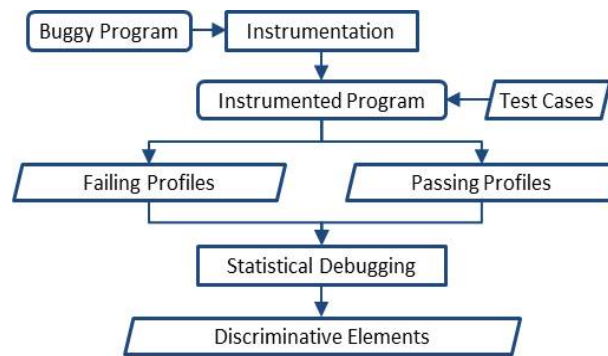 Buggy Program
Instrumentation
Instrumented Program
Test Cases
Failing Profiles
Passing Profiles
Statistical Debugging
Discriminative Elements